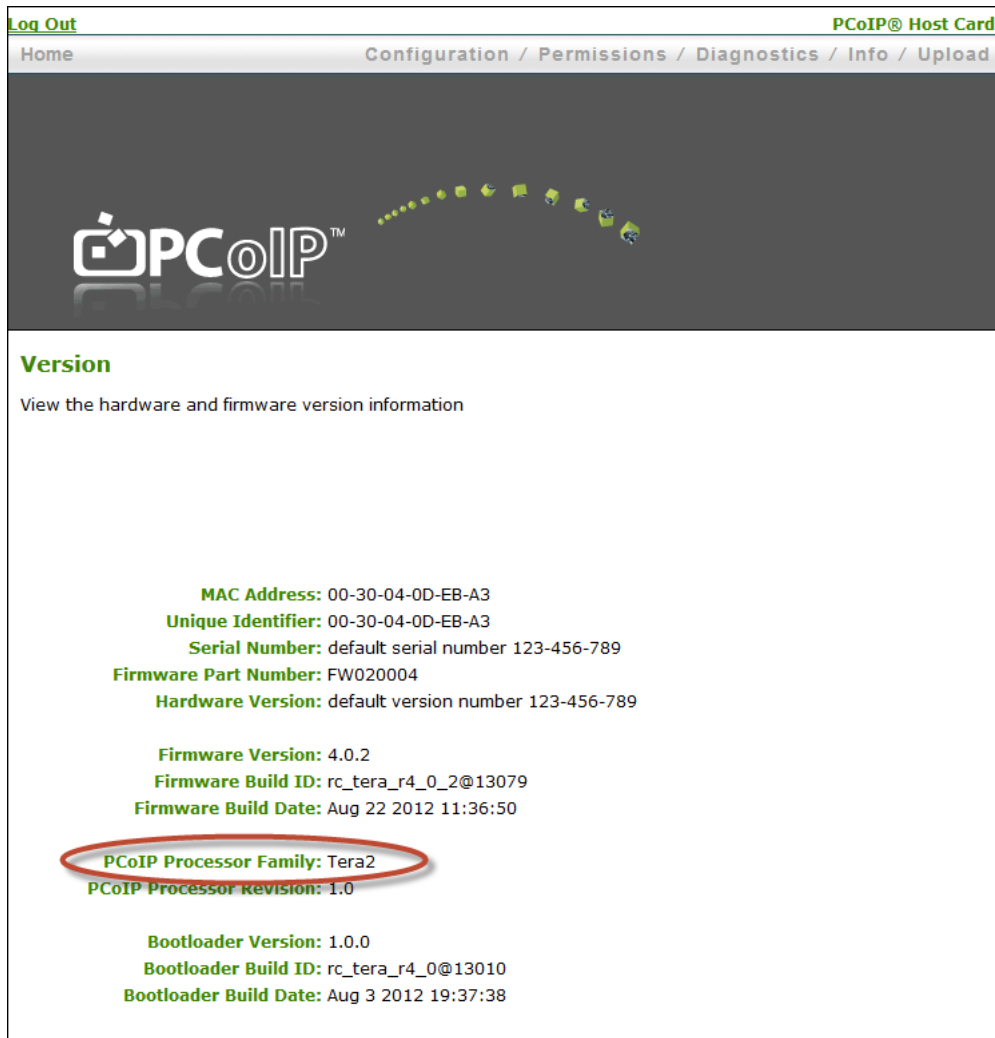 Log Out PCoIP® Host Card
Home Configuration / Permissions / Diagnostics / Info / Upload
PCoIP™
Version
View the hardware and firmware version information
MAC Address: 00-30-04-0D-EB-A3
Unique Identifier: 00-30-04-0D-EB-A3
Serial Number: default serial number 123-456-789
Firmware Part Number: FW020004
Hardware Version: default version number 123-456-789
Firmware Version: 4.0.2
Firmware Build ID: rc_tera_r4_0_2@13079
Firmware Build Date: Aug 22 2012 11:36:50
PCoIP Processor Family: Tera2
PCoIP Processor Revision: 1.0
Bootloader Version: 1.0.0
Bootloader Build ID: rc_tera_r4_0@13010
Bootloader Build Date: Aug 3 2012 19:37:38